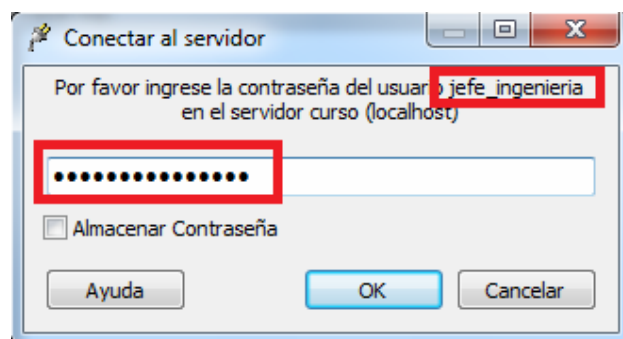 Conectar al servidor
Por favor ingrese la contraseña del usuario jefe_ingenieria
en el servidor curso (localhost)
●●●●●●●●●●●●●●●
Almacenar Contraseña
Ayuda
OK
Cancelar